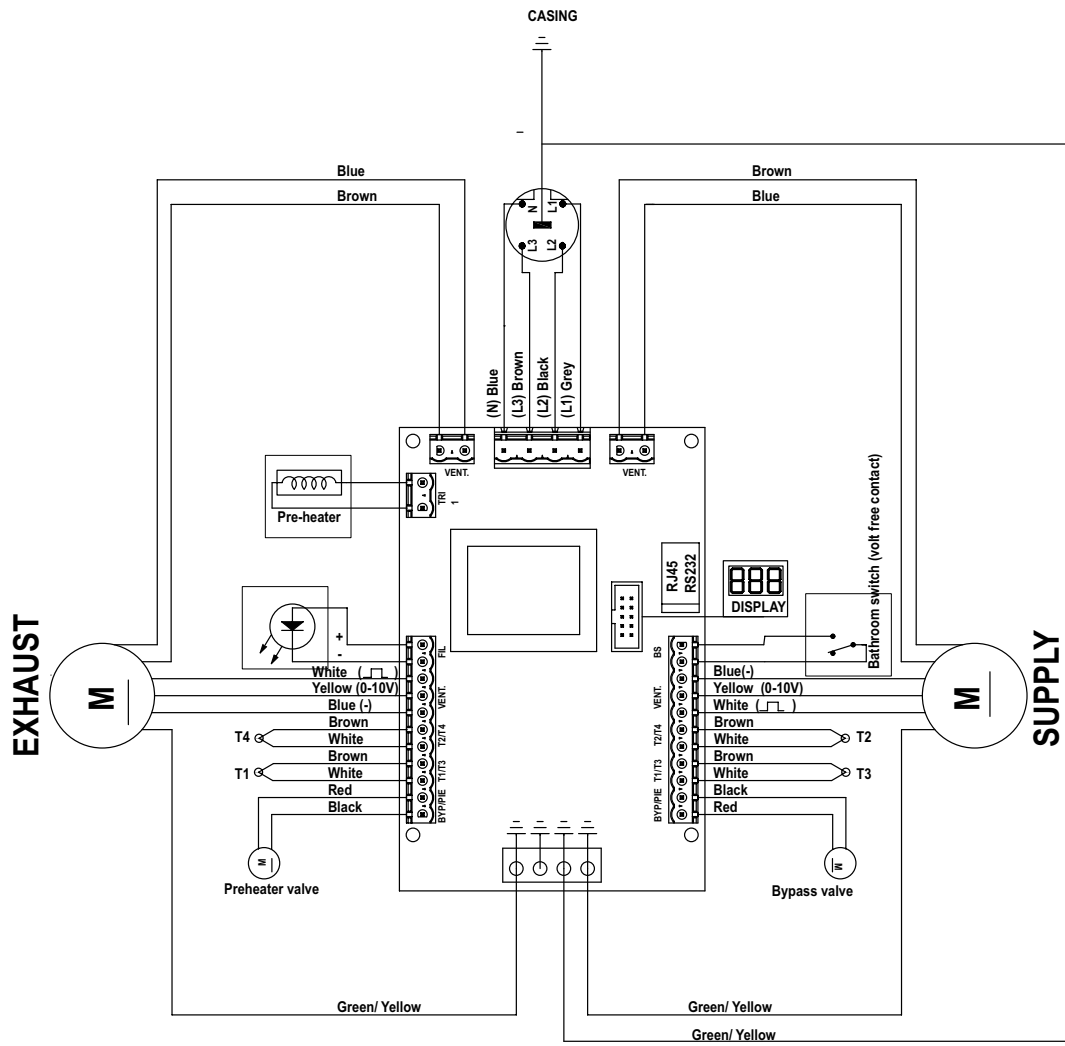 CASING
Blue
Brown
Brown
Blue
N
L1
L3
L2
(N) Blue
(L3) Brown
(L2) Black
(L1) Grey
VENT.
VENT.
TRI
1
Pre-heater
RJ45
RS232
DISPLAY
Bathroom switch (volt free contact)
EXHAUST
M
+
-
FIL
VENT.
T2/T4
T1/T3
BYP/PIE
White ( )
Yellow (0-10V)
Blue (-)
Brown
White
Brown
White
Red
Black
T4
T1
M
Preheater valve
BS
VENT.
T2/T4
T1/T3
BYP/PIE
Blue(-)
Yellow (0-10V)
White ( )
Brown
White
Brown
White
Black
Red
T2
T3
M
Bypass valve
M
SUPPLY
Green/ Yellow
Green/ Yellow
Green/ Yellow